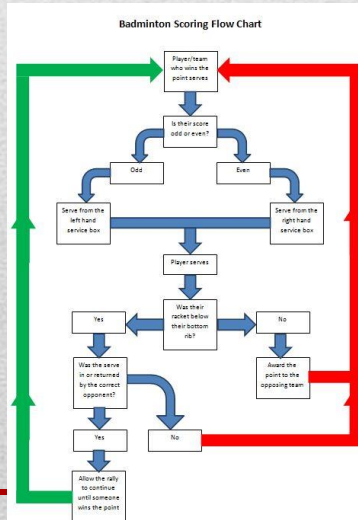 Badminton Scoring Flow Chart
Player/team
who wins the
point serves
Is their score
odd or even?
Odd
Even
Serve from the
left hand
service box
Serve from the
right hand
service box
Player serves
Was their
racket below
their bottom
rib?
Yes
No
Was the serve
in or returned
by the correct
opponent?
Award the
point to the
opposing team
Yes
No
Allow the rally
to continue
until someone
wins the point